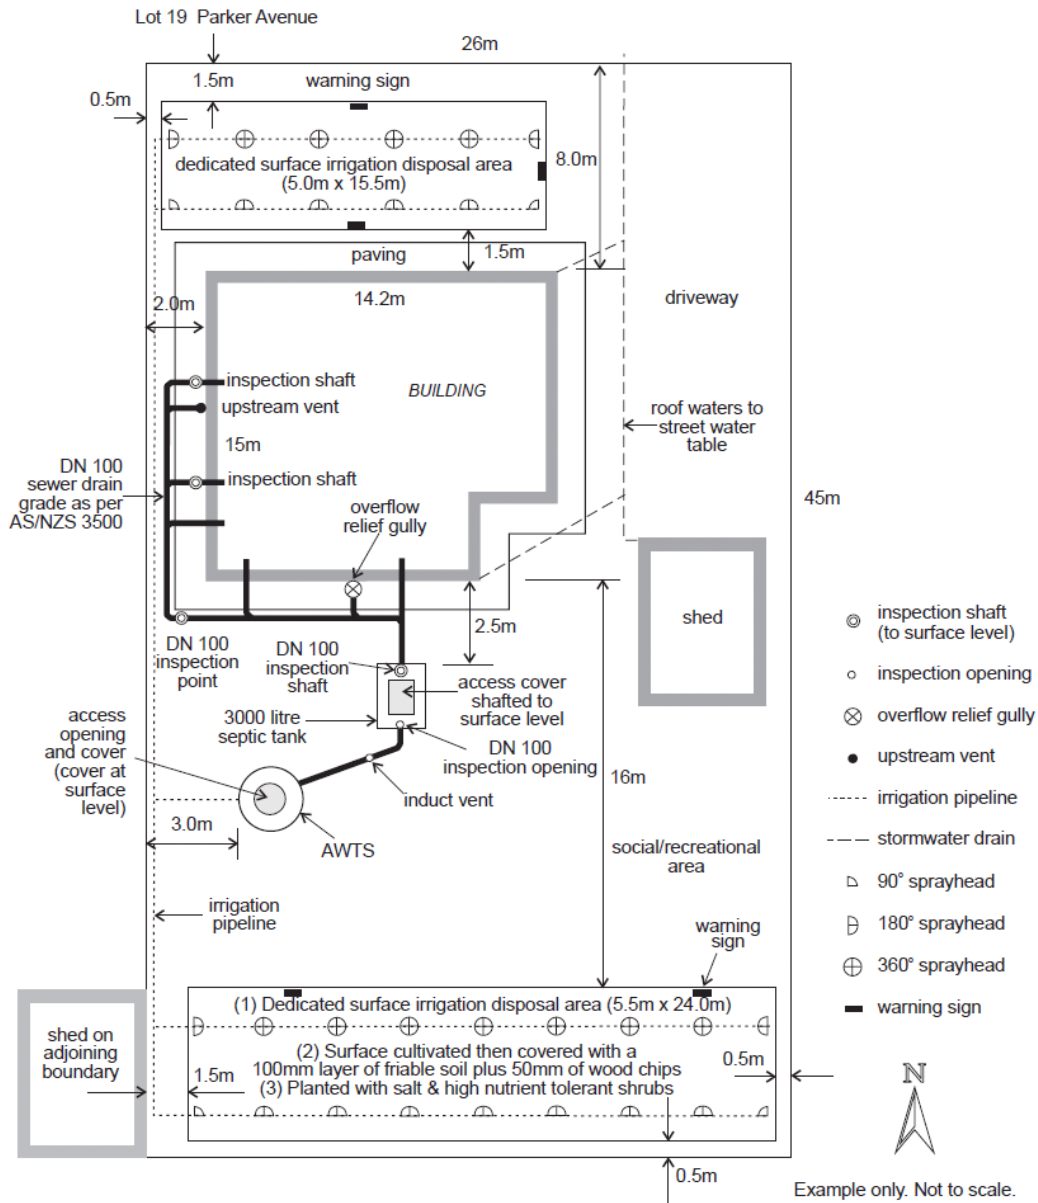 Lot 19 Parker Avenue
26m
1.5m
warning sign
0.5m
dedicated surface irrigation disposal area
(5.0m x 15.5m)
8.0m
paving
1.5m
14.2m
driveway
2.0m
inspection shaft
BUILDING
upstream vent
roof waters to
street water
table
15m
DN 100
sewer drain
grade as per
AS/NZS 3500
inspection shaft
45m
overflow
relief gully
shed
2.5m
DN 100
inspection
point
DN 100
inspection
shaft
access cover
shafted to
surface level
access
opening
and cover
(cover at
surface
level)
3000 litre
septic tank
DN 100
inspection opening
16m
induct vent
3.0m
AWTS
social/recreational
area
irrigation
pipeline
warning
sign
inspection shaft
(to surface level)
inspection opening
overflow relief gully
upstream vent
irrigation pipeline
stormwater drain
90° sprayhead
180° sprayhead
360° sprayhead
warning sign
(1) Dedicated surface irrigation disposal area (5.5m x 24.0m)
shed on
adjoining
boundary
(2) Surface cultivated then covered with a
100mm layer of friable soil plus 50mm of wood chips
(3) Planted with salt & high nutrient tolerant shrubs
1.5m
0.5m
0.5m
N
Example only. Not to scale.